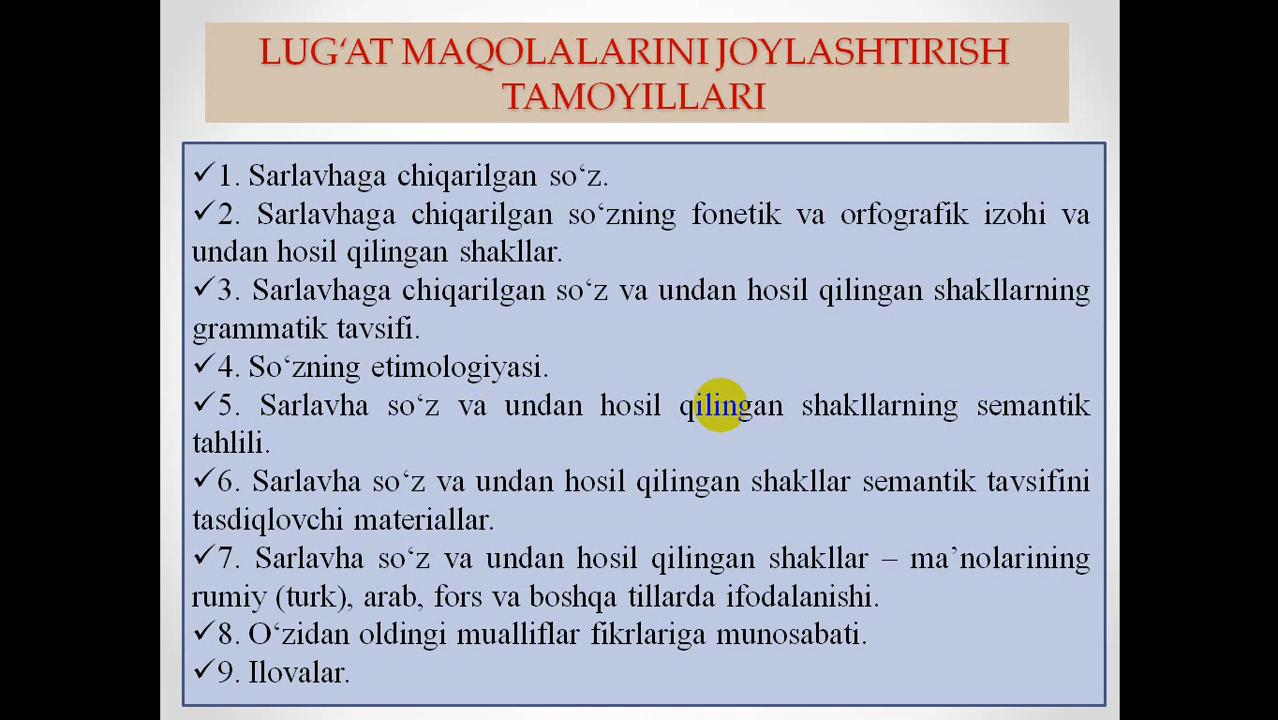 LUG‘AT MAQOLALARINI JOYLASHTIRISH
TAMOYILLARI
✓1. Sarlavhaga chiqarilgan so‘z.
✓2. Sarlavhaga chiqarilgan so‘zning fonetik va orfografik izohi va
undan hosil qilingan shakllar.
✓3. Sarlavhaga chiqarilgan so‘z va undan hosil qilingan shakllarning
grammatik tavsifi.
✓4. So‘zning etimologiyasi.
✓5. Sarlavha so‘z va undan hosil qilingan shakllarning semantik
tahlili.
✓6. Sarlavha so‘z va undan hosil qilingan shakllar semantik tavsifini
tasdiqlovchi materiallar.
✓7. Sarlavha so‘z va undan hosil qilingan shakllar – ma’nolarining
rumiy (turk), arab, fors va boshqa tillarda ifodalanishi.
✓8. O‘zidan oldingi mualliflar fikrlariga munosabati.
✓9. Ilovalar.